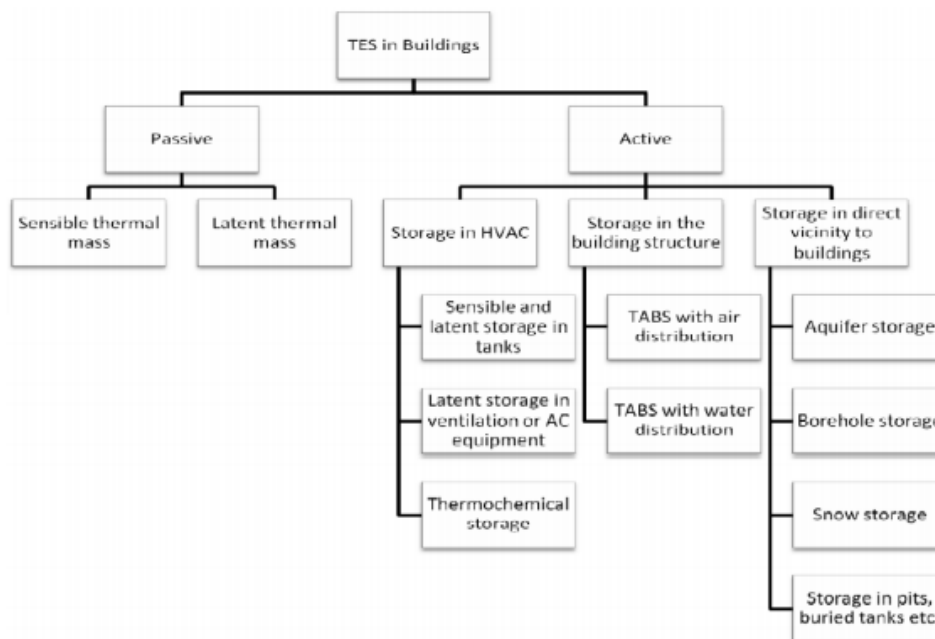 TES in Buildings
Passive
Active
Sensible thermal
mass
Latent thermal
mass
Storage in HVAC
Storage in the
building structure
Storage in direct
vicinity to
buildings
Sensible and
latent storage in
tanks
Latent storage in
ventilation or AC
equipment
Thermochemical
storage
TABS with air
distribution
TABS with water
distribution
Aquifer storage
Borehole storage
Snow storage
Storage in pits,
buried tanks etc